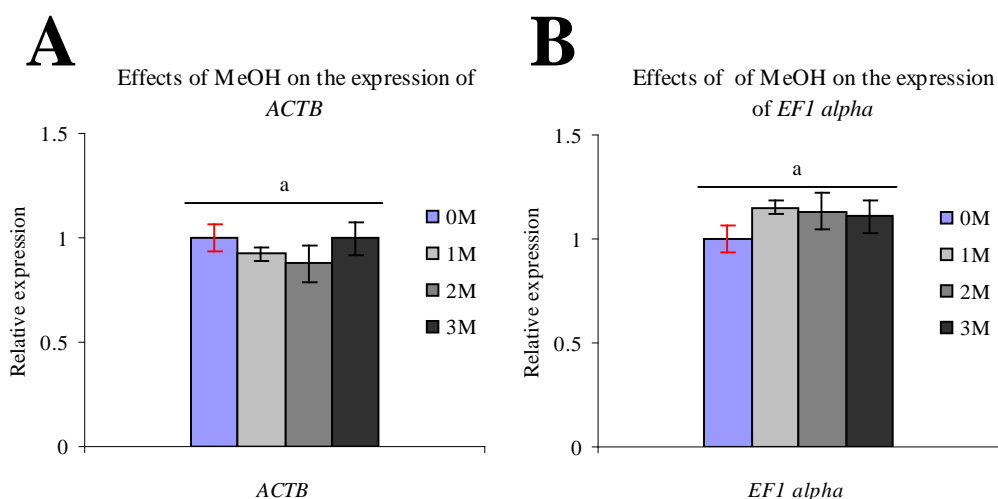 A
Effects of MeOH on the expression of
ACTB
1.5
1
0.5
0
Relative expression
a
0M
1M
2M
3M
ACTB
B
Effects of of MeOH on the expression
of EF1 alpha
1.5
1
0.5
0
Relative expression
a
0M
1M
2M
3M
EF1 alpha